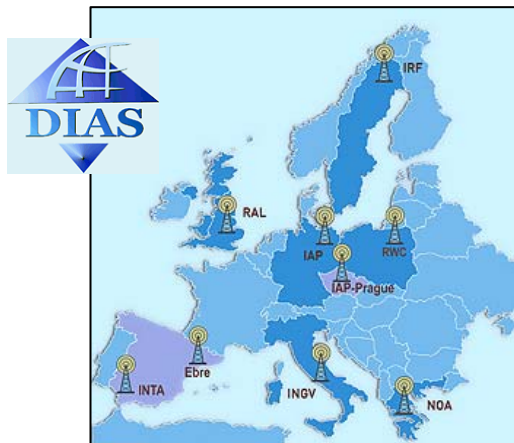 DIAS
IRF
RAL
IAP
RWC
IAP-Prague
Ebre
INTA
INGV
NOA